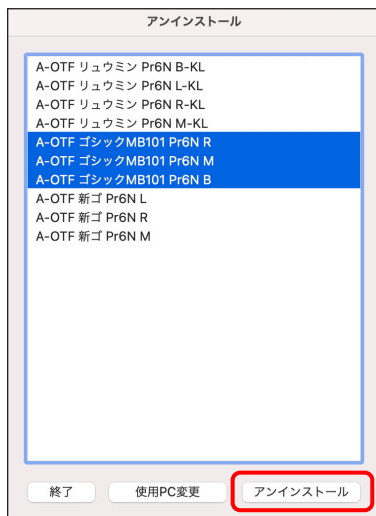 アンインストール
A-OTF リュウミン Pr6N B-KL
A-OTF リュウミン Pr6N L-KL
A-OTF リュウミン Pr6N R-KL
A-OTF リュウミン Pr6N M-KL
A-OTF ゴシックMB101 Pr6N R
A-OTF ゴシックMB101 Pr6N M
A-OTF ゴシックMB101 Pr6N B
A-OTF 新ゴ Pr6N L
A-OTF 新ゴ Pr6N R
A-OTF 新ゴ Pr6N M
終了 使用PC変更 アンインストール